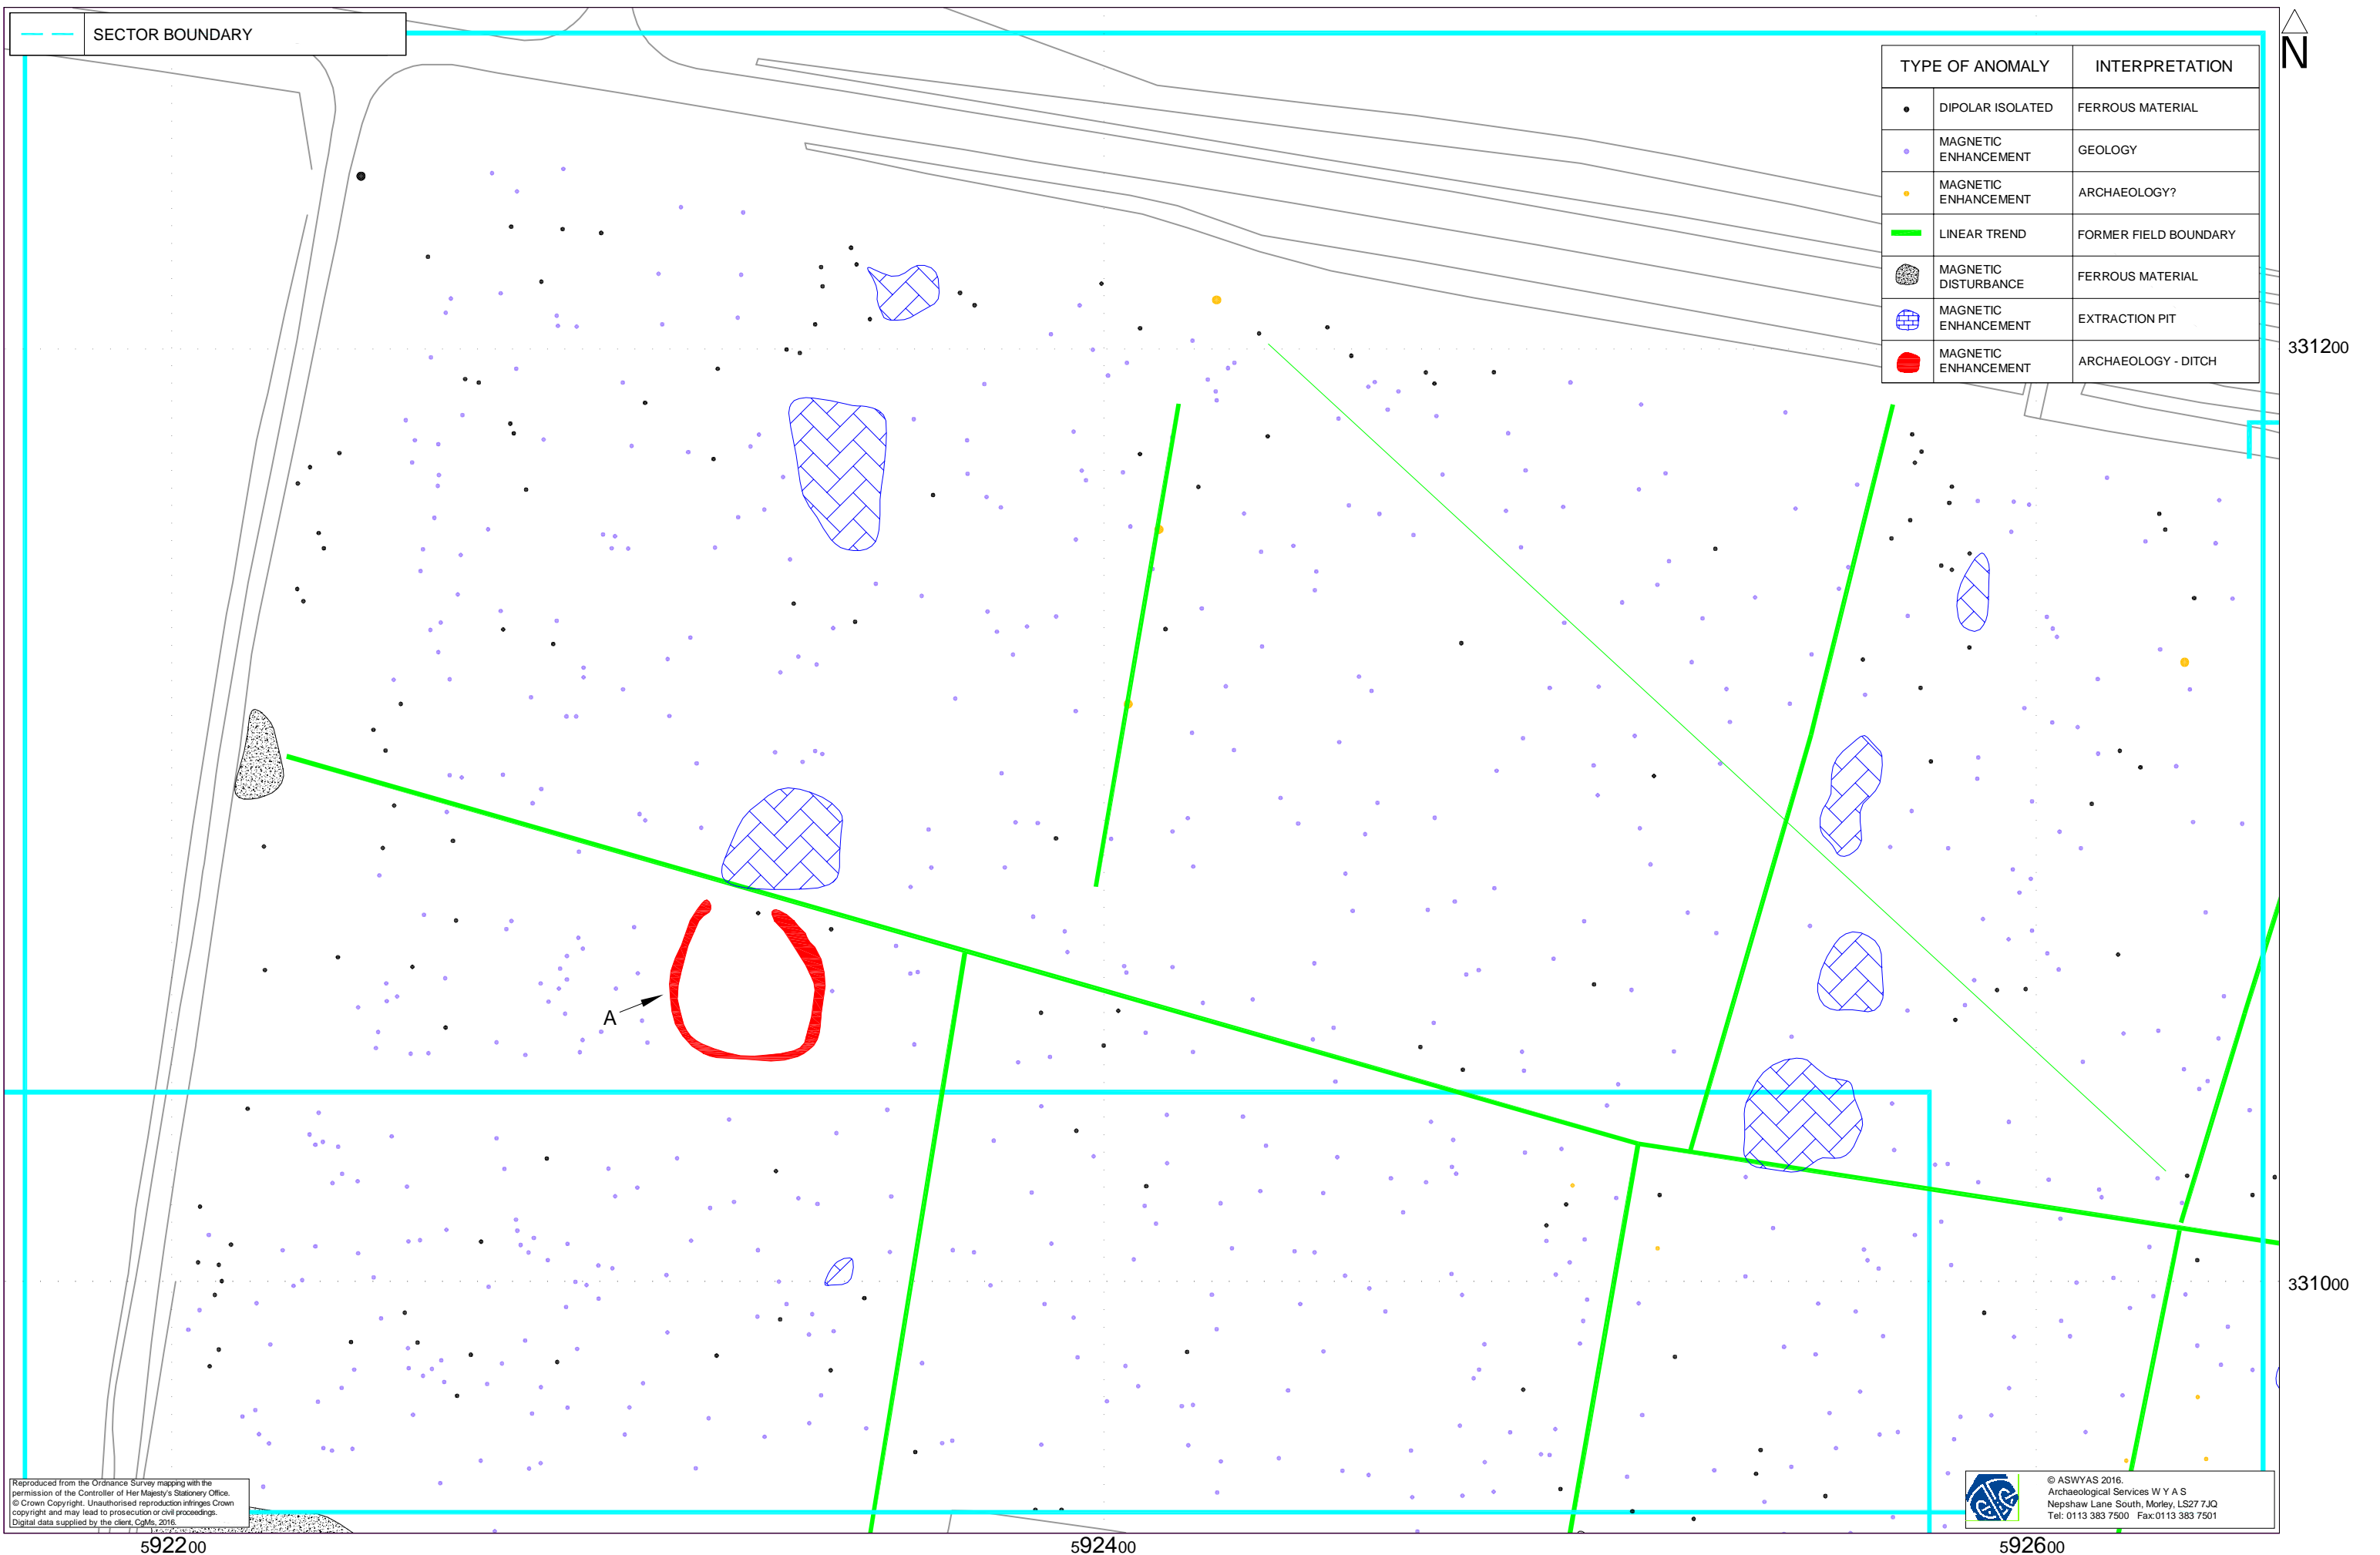 SECTOR BOUNDARY
N
TYPE OF ANOMALY INTERPRETATION
DIPOLAR ISOLATED FERROUS MATERIAL
MAGNETIC
ENHANCEMENT
GEOLOGY
MAGNETIC
ENHANCEMENT
ARCHAEOLOGY?
LINEAR TREND FORMER FIELD BOUNDARY
MAGNETIC
DISTURBANCE
FERROUS MATERIAL
MAGNETIC
ENHANCEMENT
EXTRACTION PIT
MAGNETIC
ENHANCEMENT
ARCHAEOLOGY - DITCH
331200
A
331000
Reproduced from the Ordnance Survey mapping with the
permission of the Controller of Her Majesty's Stationery Office.
© Crown Copyright. Unauthorised reproduction infringes Crown
copyright and may lead to prosecution or civil proceedings.
Digital data supplied by the client, CgMs, 2016.
© ASWYAS 2016.
Archaeological Services W Y A S
Nepshaw Lane South, Morley, LS27 7JQ
Tel: 0113 383 7500 Fax:0113 383 7501
592200
592400
592600